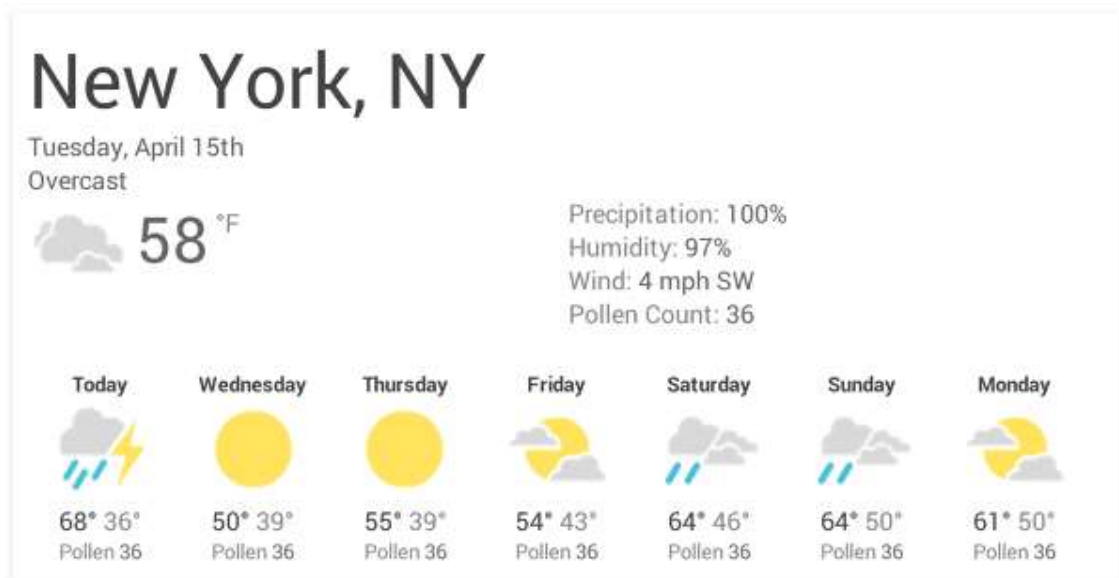 New York, NY
Tuesday, April 15th
Overcast
58 °F
Precipitation: 100%
Humidity: 97%
Wind: 4 mph SW
Pollen Count: 36
Today Wednesday Thursday Friday Saturday Sunday Monday
68° 36° 50° 39° 55° 39° 54° 43° 64° 46° 64° 50° 61° 50°
Pollen 36 Pollen 36 Pollen 36 Pollen 36 Pollen 36 Pollen 36 Pollen 36